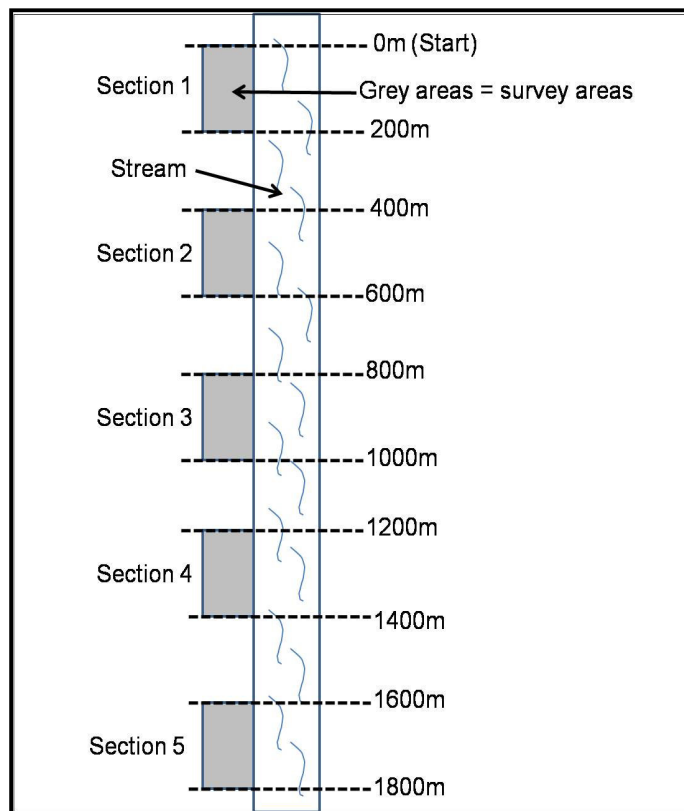 0m (Start)
Section 1
Grey areas = survey areas
200m
Stream
400m
Section 2
600m
800m
Section 3
1000m
1200m
Section 4
1400m
1600m
Section 5
1800m